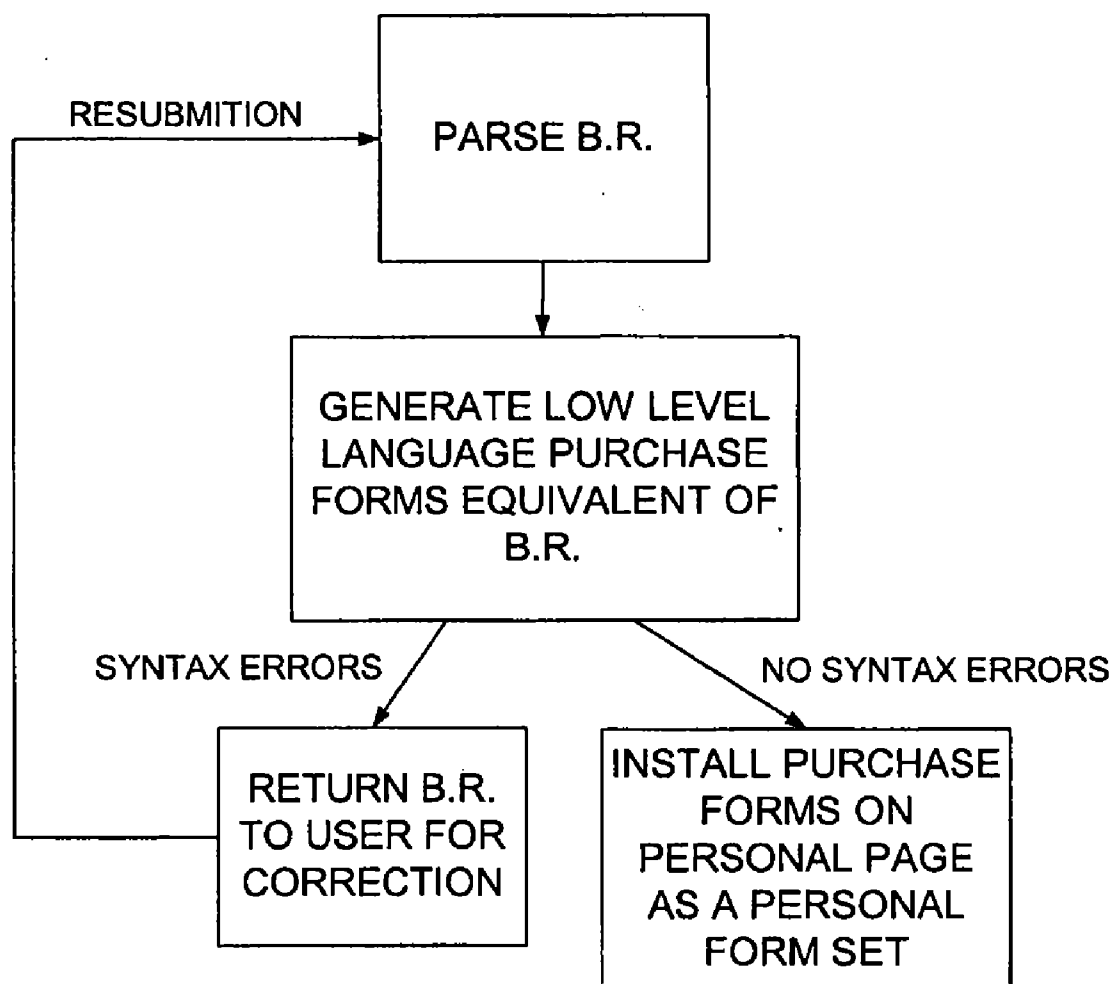 RESUBMITION
PARSE B.R.
GENERATE LOW LEVEL
LANGUAGE PURCHASE
FORMS EQUIVALENT OF
B.R.
SYNTAX ERRORS
NO SYNTAX ERRORS
RETURN B.R.
TO USER FOR
CORRECTION
INSTALL PURCHASE
FORMS ON
PERSONAL PAGE
AS A PERSONAL
FORM SET